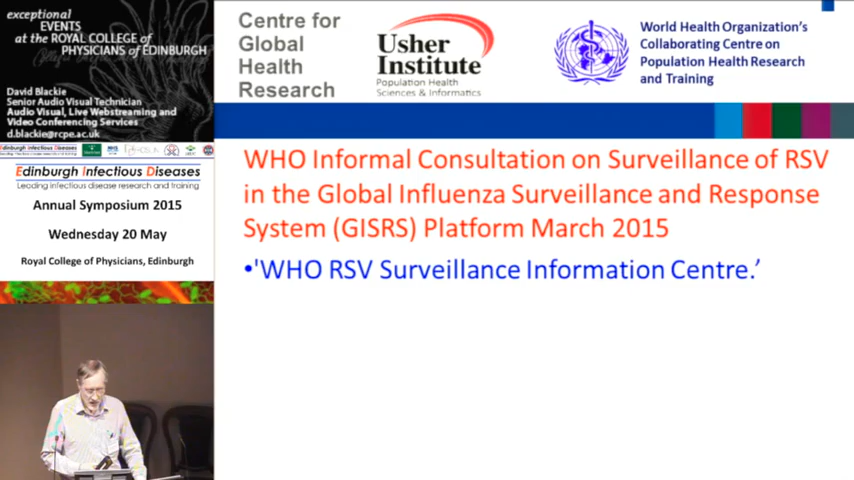 exceptional
EVENTS
at the ROYAL COLLEGE of
PHYSICIANS of EDINBURGH
David Blackie
Senior Audio Visual Technician
Audio Visual, Live Webstreaming and
Video Conferencing Services
d.blackie@rcpe.ac.uk
Edinburgh Infectious Diseases
Edinburgh Infectious Diseases
Leading infectious disease research and training
Annual Symposium 2015
Wednesday 20 May
Royal College of Physicians, Edinburgh
Centre for
Global
Health
Research
Usher
Institute
Population Health
Sciences & Informatics
World Health Organization's
Collaborating Centre on
Population Health Research
and Training
WHO Informal Consultation on Surveillance of RSV
in the Global Influenza Surveillance and Response
System (GISRS) Platform March 2015
•'WHO RSV Surveillance Information Centre.'